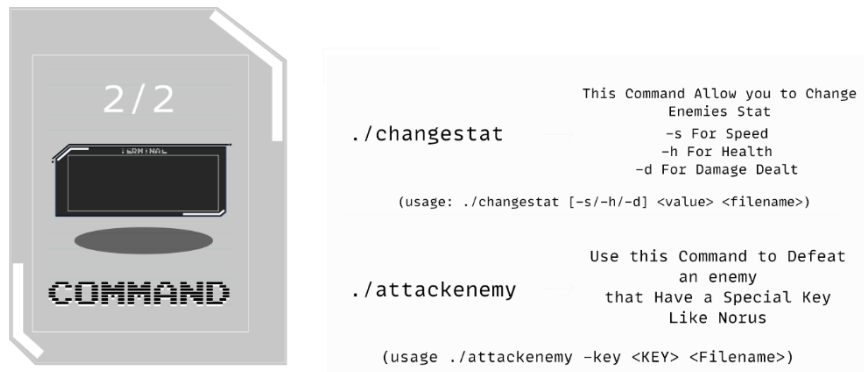 2/2
TERMINAL
COMMAND
./changestat
This Command Allow you to Change
Enemies Stat
-s For Speed
-h For Health
-d For Damage Dealt
(usage: ./changestat [-s/-h/-d] <value> <filename>)
./attackenemy
Use this Command to Defeat
an enemy
that Have a Special Key
Like Norus
(usage ./attackenemy -key <KEY> <Filename>)